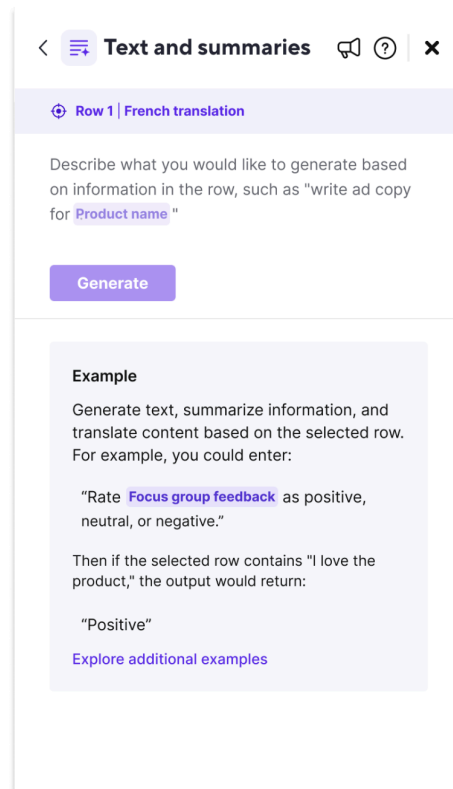 Text and summaries
Row 1 | French translation
Describe what you would like to generate based
on information in the row, such as "write ad copy
for Product name "
Generate
Example
Generate text, summarize information, and
translate content based on the selected row.
For example, you could enter:
“Rate Focus group feedback as positive,
neutral, or negative.”
Then if the selected row contains "I love the
product," the output would return:
“Positive”
Explore additional examples